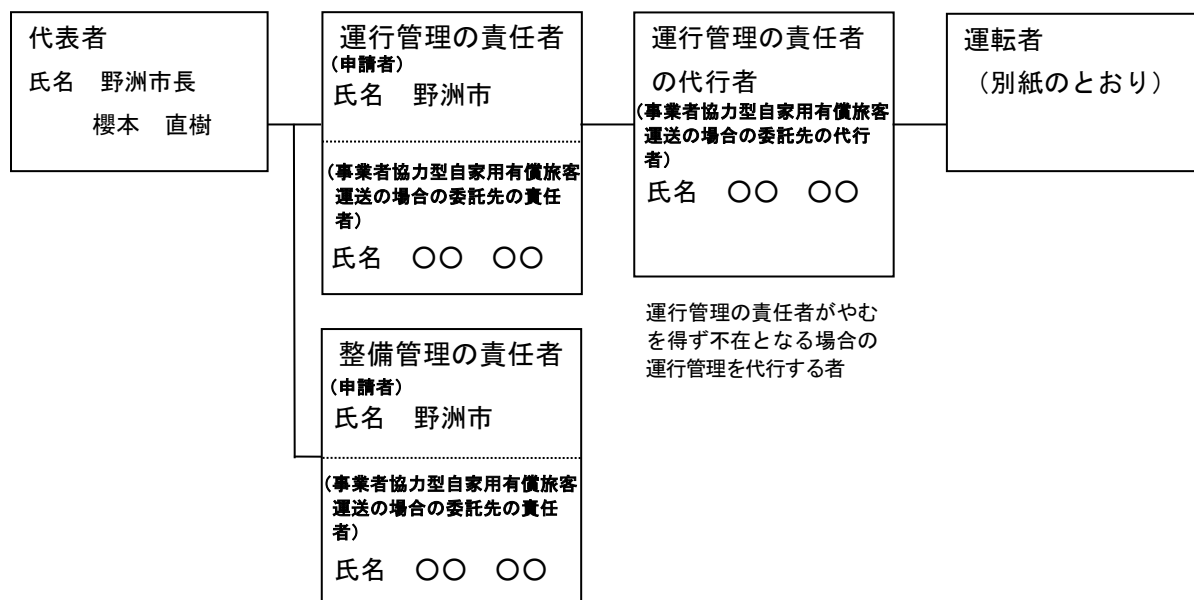 代表者
氏名　野洲市長
櫻本　直樹
運行管理の責任者
(申請者)
氏名　野洲市
(事業者協力型自家用有償旅客
運送の場合の委託先の責任
者)
氏名　〇〇　〇〇
運行管理の責任者
の代行者
(事業者協力型自家用有償旅客
運送の場合の委託先の代行
者)
氏名　〇〇　〇〇
運行管理の責任者がやむ
を得ず不在となる場合の
運行管理を代行する者
運転者
（別紙のとおり）
整備管理の責任者
(申請者)
氏名　野洲市
(事業者協力型自家用有償旅客
運送の場合の委託先の責任
者)
氏名　〇〇　〇〇